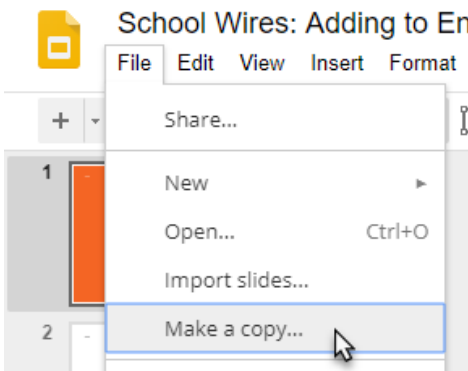 School Wires: Adding to En
File Edit View Insert Format
Share...
1
New
Open... Ctrl+O
Import slides...
Make a copy...
2